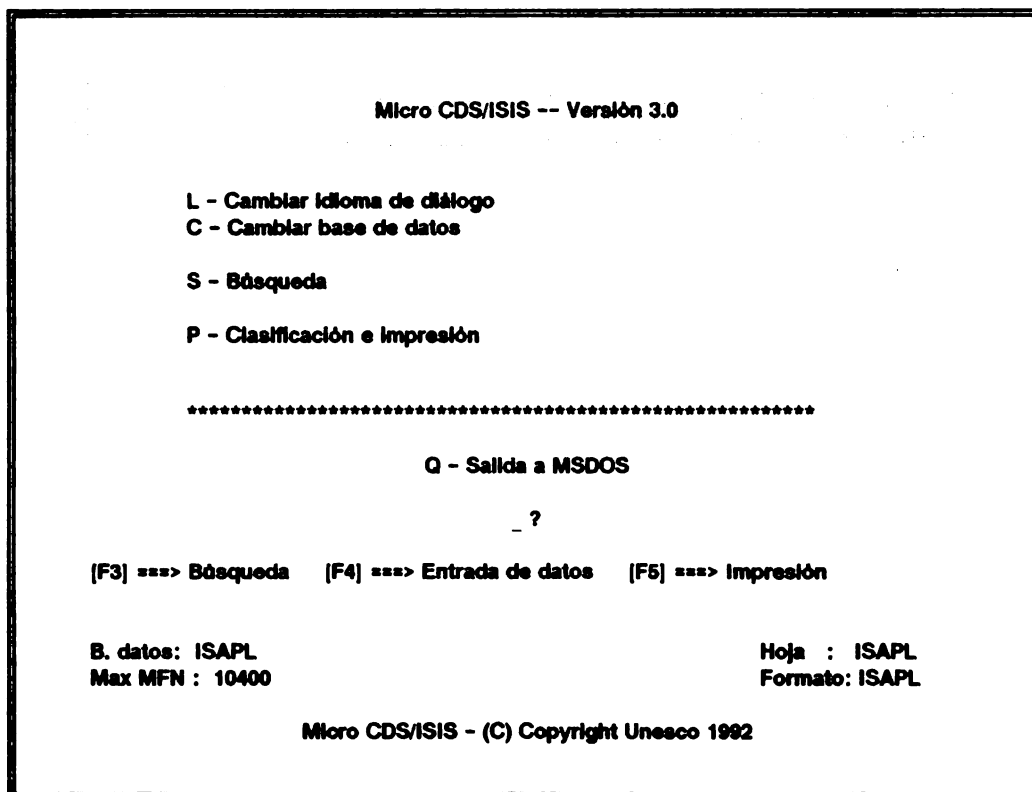 Micro CDS/ISIS -- Versión 3.0
L - Cambiar idioma de diálogo
C - Cambiar base de datos
S - Búsqueda
P - Clasificación e impresión
**********************************************************
Q - Salida a MSDOS
_ ?
[F3] ===> Búsqueda [F4] ===> Entrada de datos [F5] ===> Impresión
B. datos: ISAPL Hoja : ISAPL
Max MFN : 10400 Formato: ISAPL
Micro CDS/ISIS - (C) Copyright Unesco 1992